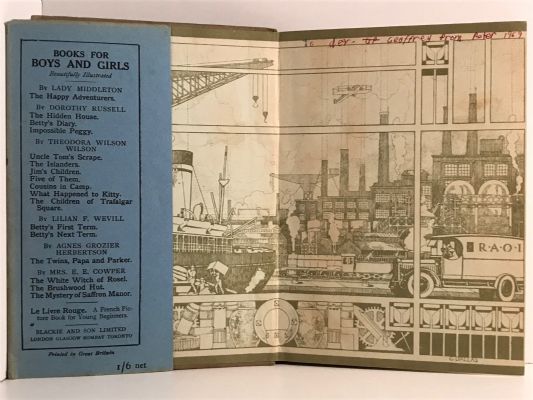 BOOKS FOR
BOYS AND GIRLS
Beautifully Illustrated
By LADY MIDDLETON
The Happy Adventurers.
By DOROTHY RUSSELL
The Hidden House.
Betty's Diary.
Impossible Peggy.
By THEODORA WILSON
WILSON
Uncle Tom's Scrape.
The Islanders.
Jim's Children.
Five of Them.
Cousins in Camp.
What Happened to Kitty.
The Children of Trafalgar
Square.
By LILIAN F. WEVILL
Betty's First Term.
Betty's Next Term.
By AGNES GROZIER
HERBERTSON
The Twins, Papa and Parker.
By MRS. E. E. COWPER
The White Witch of Rosel.
The Brushwood Hut.
The Mystery of Saffron Manor.
Le Livre Rouge. A French Pic-
ture Book for Young Beginners.
BLACKIE AND SON LIMITED
LONDON GLASGOW BOMBAY TORONTO
Printed in Great Britain
1/6 net
Geoffrey from Peter 1969
R·A·O·I